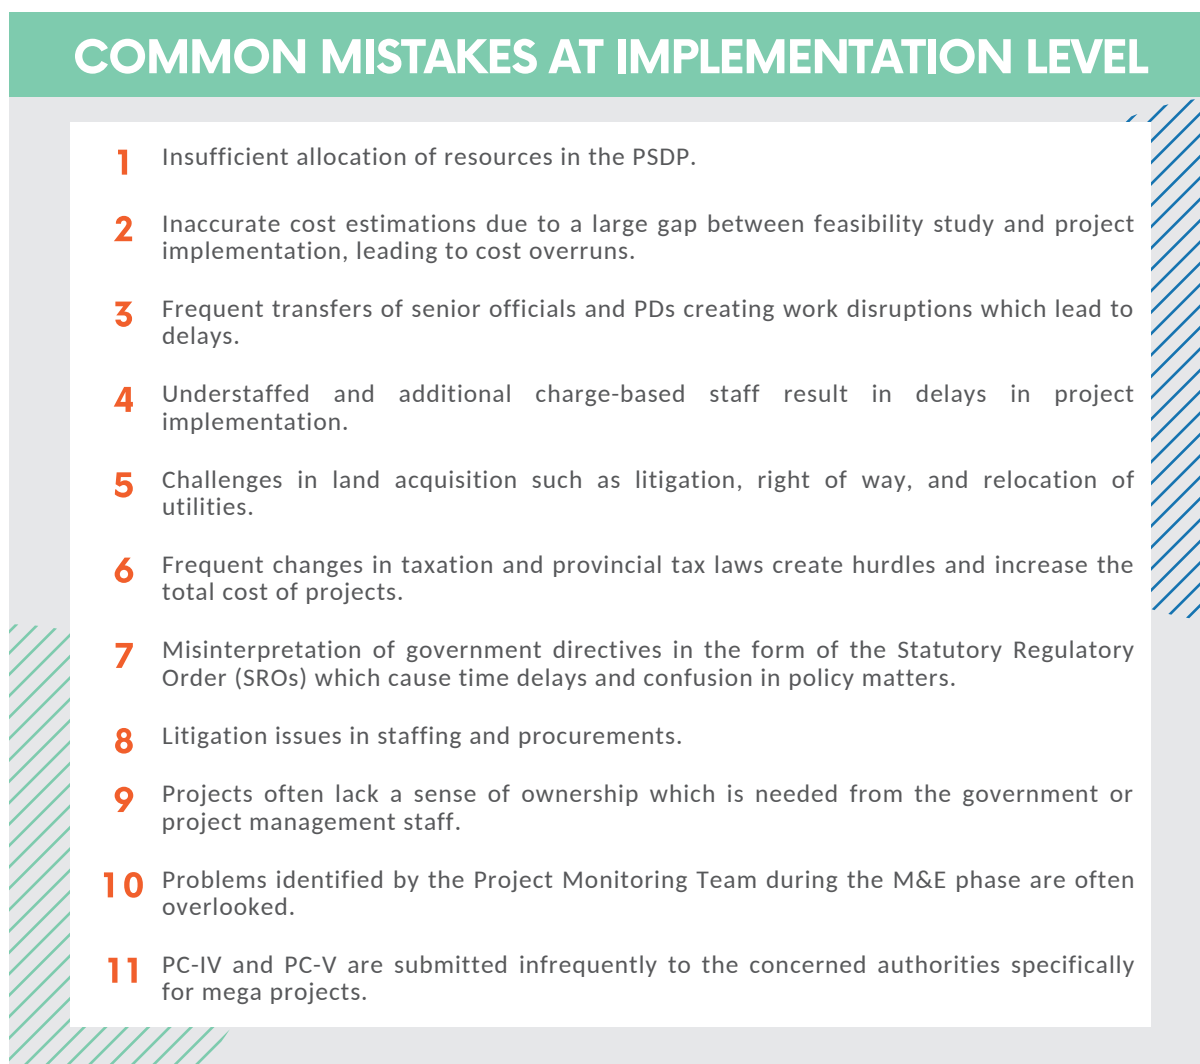 COMMON MISTAKES AT IMPLEMENTATION LEVEL
1 Insufficient allocation of resources in the PSDP.
2 Inaccurate cost estimations due to a large gap between feasibility study and project
implementation, leading to cost overruns.
3 Frequent transfers of senior officials and PDs creating work disruptions which lead to
delays.
4 Understaffed and additional charge-based staff result in delays in project
implementation.
5 Challenges in land acquisition such as litigation, right of way, and relocation of
utilities.
6 Frequent changes in taxation and provincial tax laws create hurdles and increase the
total cost of projects.
7 Misinterpretation of government directives in the form of the Statutory Regulatory
Order (SROs) which cause time delays and confusion in policy matters.
8 Litigation issues in staffing and procurements.
9 Projects often lack a sense of ownership which is needed from the government or
project management staff.
10 Problems identified by the Project Monitoring Team during the M&E phase are often
overlooked.
11 PC-IV and PC-V are submitted infrequently to the concerned authorities specifically
for mega projects.